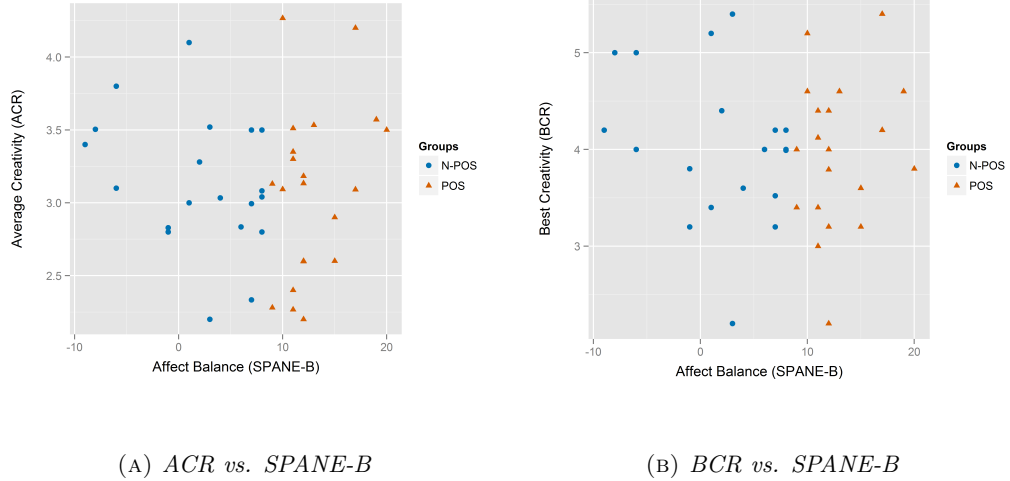 4.0
3.5
3.0
2.5
-10 0 10 20
Average Creativity (ACR)
Affect Balance (SPANE-B)
Groups
N-POS
POS
(A) ACR vs. SPANE-B
5
4
3
-10 0 10 20
Best Creativity (BCR)
Affect Balance (SPANE-B)
Groups
N-POS
POS
(B) BCR vs. SPANE-B